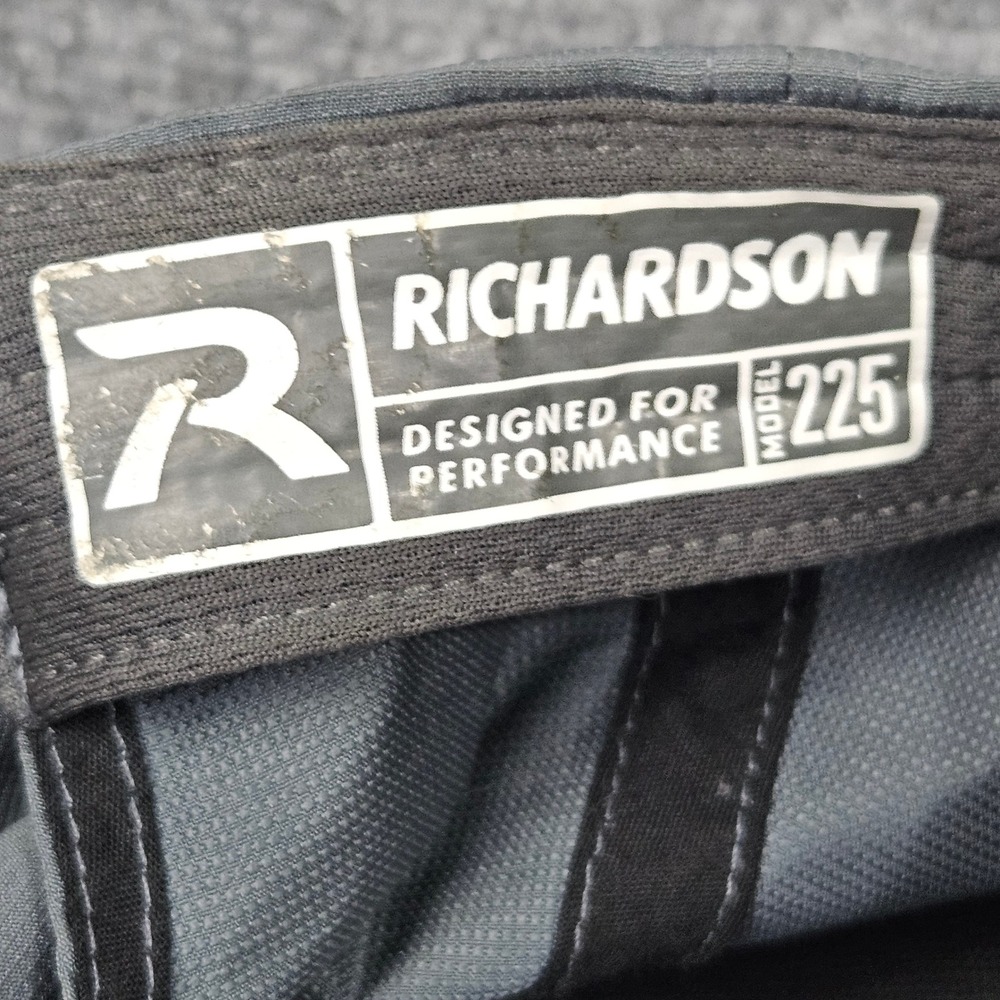 R
RICHARDSON
DESIGNED FOR
PERFORMANCE
MODEL
225